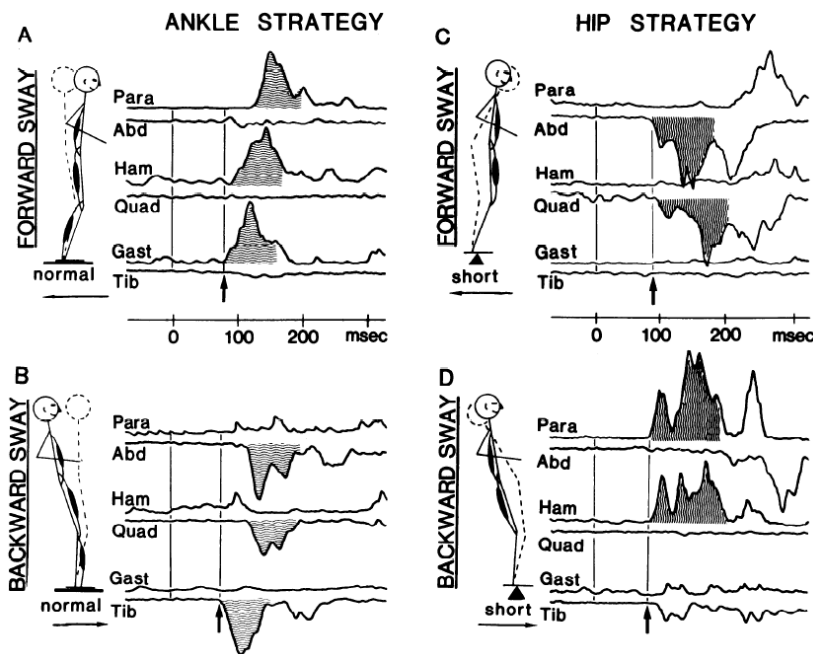 ANKLE STRATEGY
HIP STRATEGY
A
FORWARD SWAY
Para
Abd
Ham
Quad
Gast
Tib
normal
0 100 200 msec
C
FORWARD SWAY
Para
Abd
Ham
Quad
Gast
Tib
short
0 100 200 msec
B
BACKWARD SWAY
Para
Abd
Ham
Quad
Gast
Tib
normal
D
BACKWARD SWAY
Para
Abd
Ham
Quad
Gast
Tib
short